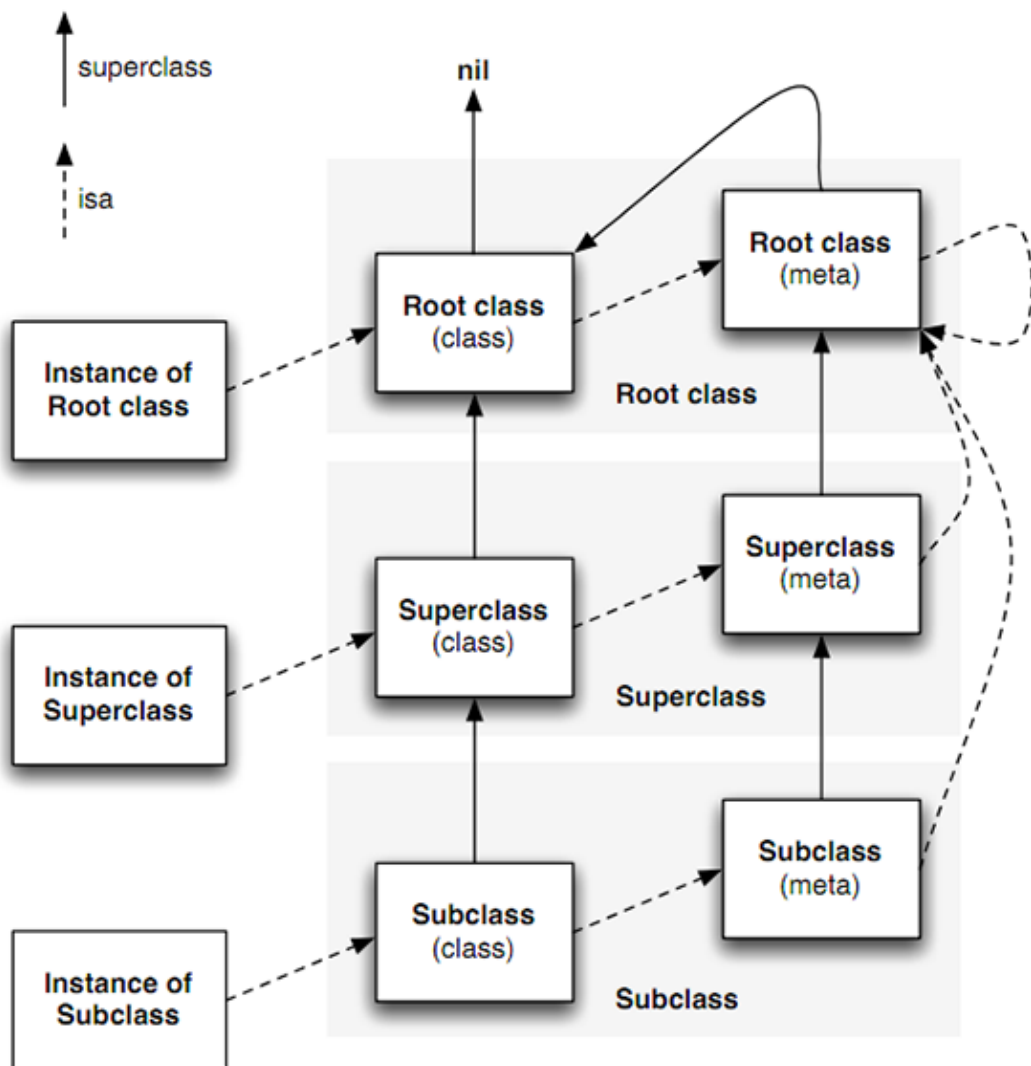 superclass
isa
nil
Root class
(meta)
Root class
(class)
Instance of
Root class
Root class
Superclass
(meta)
Superclass
(class)
Instance of
Superclass
Superclass
Subclass
(meta)
Subclass
(class)
Instance of
Subclass
Subclass